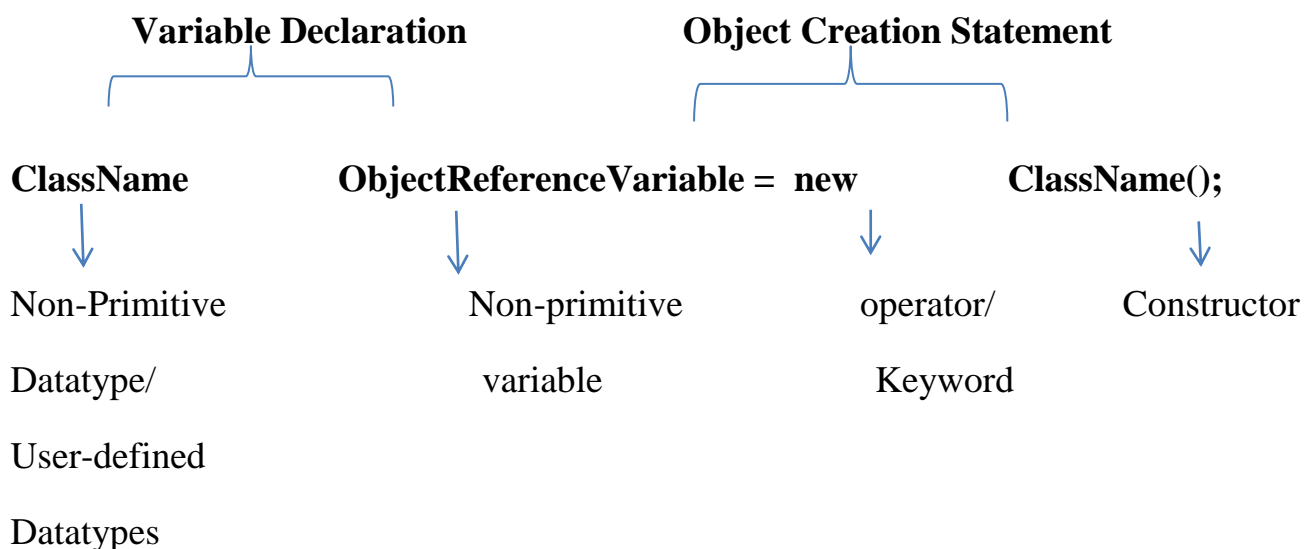 Variable Declaration Object Creation Statement
ClassName ObjectReferenceVariable = new ClassName();
Non-Primitive Non-primitive operator/ Constructor
Datatype/ variable Keyword
User-defined
Datatypes